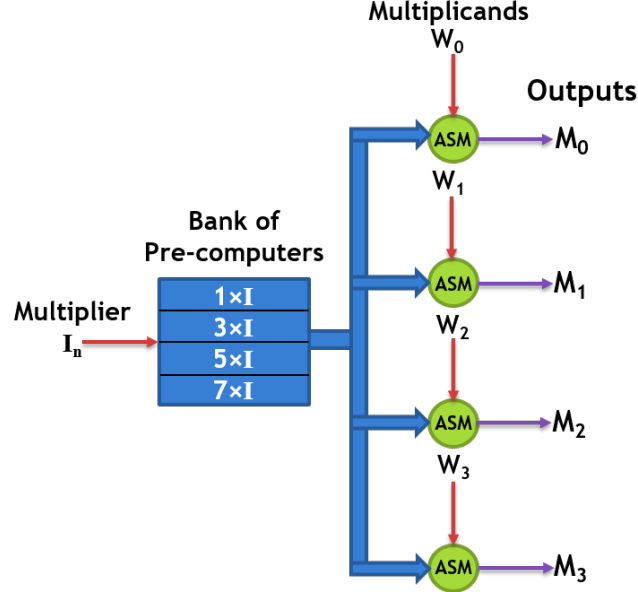 Multiplicands
W₀
Outputs
ASM
M₀
W₁
Bank of
Pre-computers
1×I
ASM
M₁
Multiplier
3×I
Iₙ
W₂
5×I
7×I
ASM
M₂
W₃
ASM
M₃